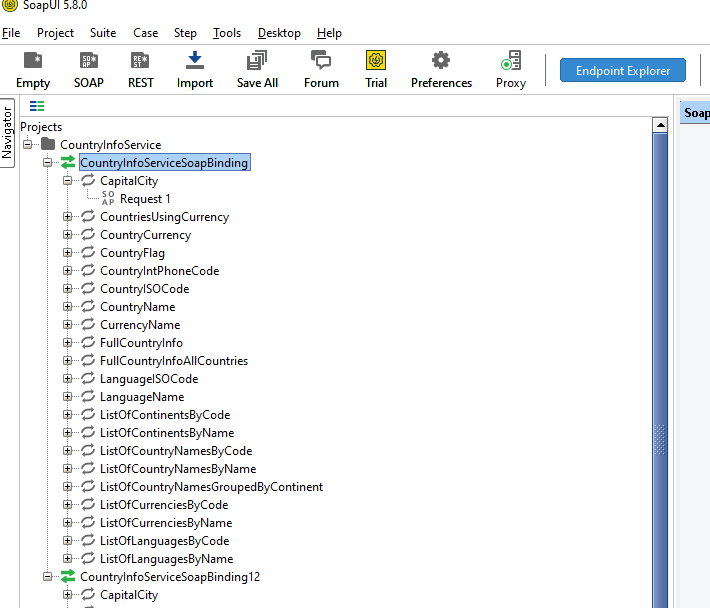 SoapUI 5.8.0
File Project Suite Case Step Tools Desktop Help
Empty SOAP REST Import Save All Forum Trial Preferences Proxy Endpoint Explorer
Navigator
Projects
Soap
CountryInfoService
CountryInfoServiceSoapBinding
CapitalCity
SOAP Request 1
CountriesUsingCurrency
CountryCurrency
CountryFlag
CountryIntPhoneCode
CountryISOCode
CountryName
CurrencyName
FullCountryInfo
FullCountryInfoAllCountries
LanguageISOCode
LanguageName
ListOfContinentsByCode
ListOfContinentsByName
ListOfCountryNamesByCode
ListOfCountryNamesByName
ListOfCountryNamesGroupedByContinent
ListOfCurrenciesByCode
ListOfCurrenciesByName
ListOfLanguagesByCode
ListOfLanguagesByName
CountryInfoServiceSoapBinding12
CapitalCity